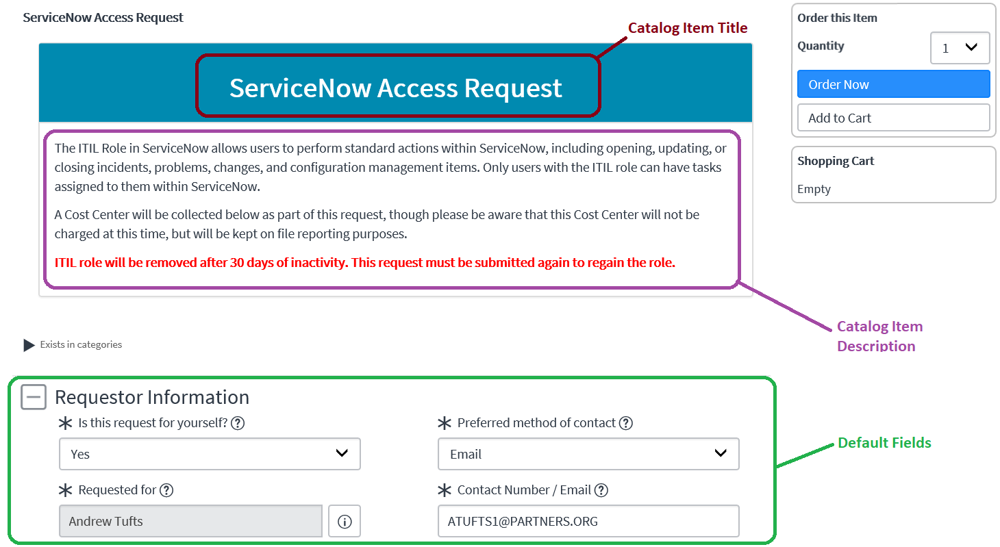 ServiceNow Access Request
Catalog Item Title
ServiceNow Access Request
The ITIL Role in ServiceNow allows users to perform standard actions within ServiceNow, including opening, updating, or
closing incidents, problems, changes, and configuration management items. Only users with the ITIL role can have tasks
assigned to them within ServiceNow.
A Cost Center will be collected below as part of this request, though please be aware that this Cost Center will not be
charged at this time, but will be kept on file reporting purposes.
ITIL role will be removed after 30 days of inactivity. This request must be submitted again to regain the role.
Order this Item
Quantity
1
Order Now
Add to Cart
Shopping Cart
Empty
Catalog Item
Description
Exists in categories
Requestor Information
Is this request for yourself?
Yes
Preferred method of contact
Email
Requested for
Andrew Tufts
Contact Number / Email
ATUFTS1@PARTNERS.ORG
Default Fields